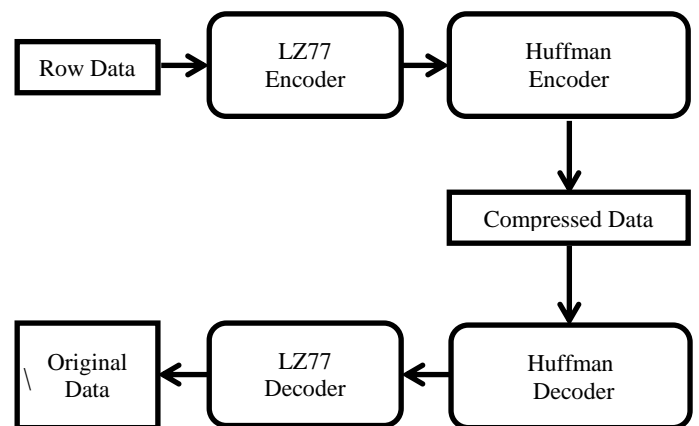 Row Data
LZ77
Encoder
Huffman
Encoder
Compressed Data
\ Original
Data
LZ77
Decoder
Huffman
Decoder